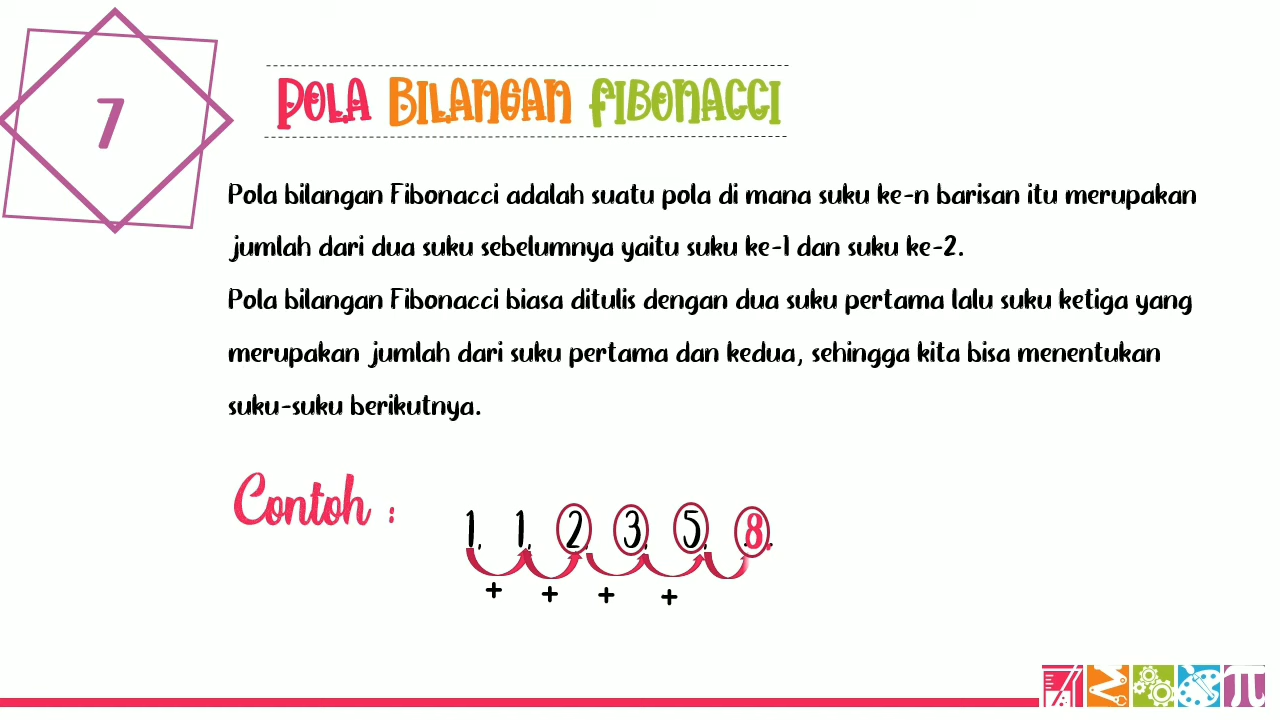 7
POLA BILANGAN FIBONACCI
Pola bilangan Fibonacci adalah suatu pola di mana suku ke-n barisan itu merupakan
jumlah dari dua suku sebelumnya yaitu suku ke-1 dan suku ke-2.
Pola bilangan Fibonacci biasa ditulis dengan dua suku pertama lalu suku ketiga yang
merupakan jumlah dari suku pertama dan kedua, sehingga kita bisa menentukan
suku-suku berikutnya.
Contoh : 1, 1, 2, 3, 5, 8.
+ + + +
π